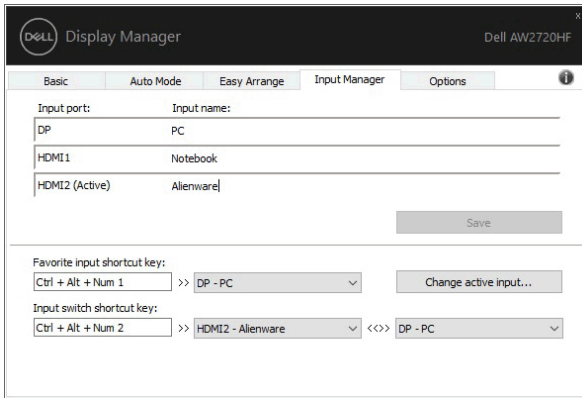 DELL Display Manager Dell AW2720HF
x
Basic Auto Mode Easy Arrange Input Manager Options i
Input port: Input name:
DP PC
HDMI1 Notebook
HDMI2 (Active) Alienware
Save
Favorite input shortcut key:
Ctrl + Alt + Num 1 >> DP - PC Change active input...
Input switch shortcut key:
Ctrl + Alt + Num 2 >> HDMI2 - Alienware <<>> DP - PC